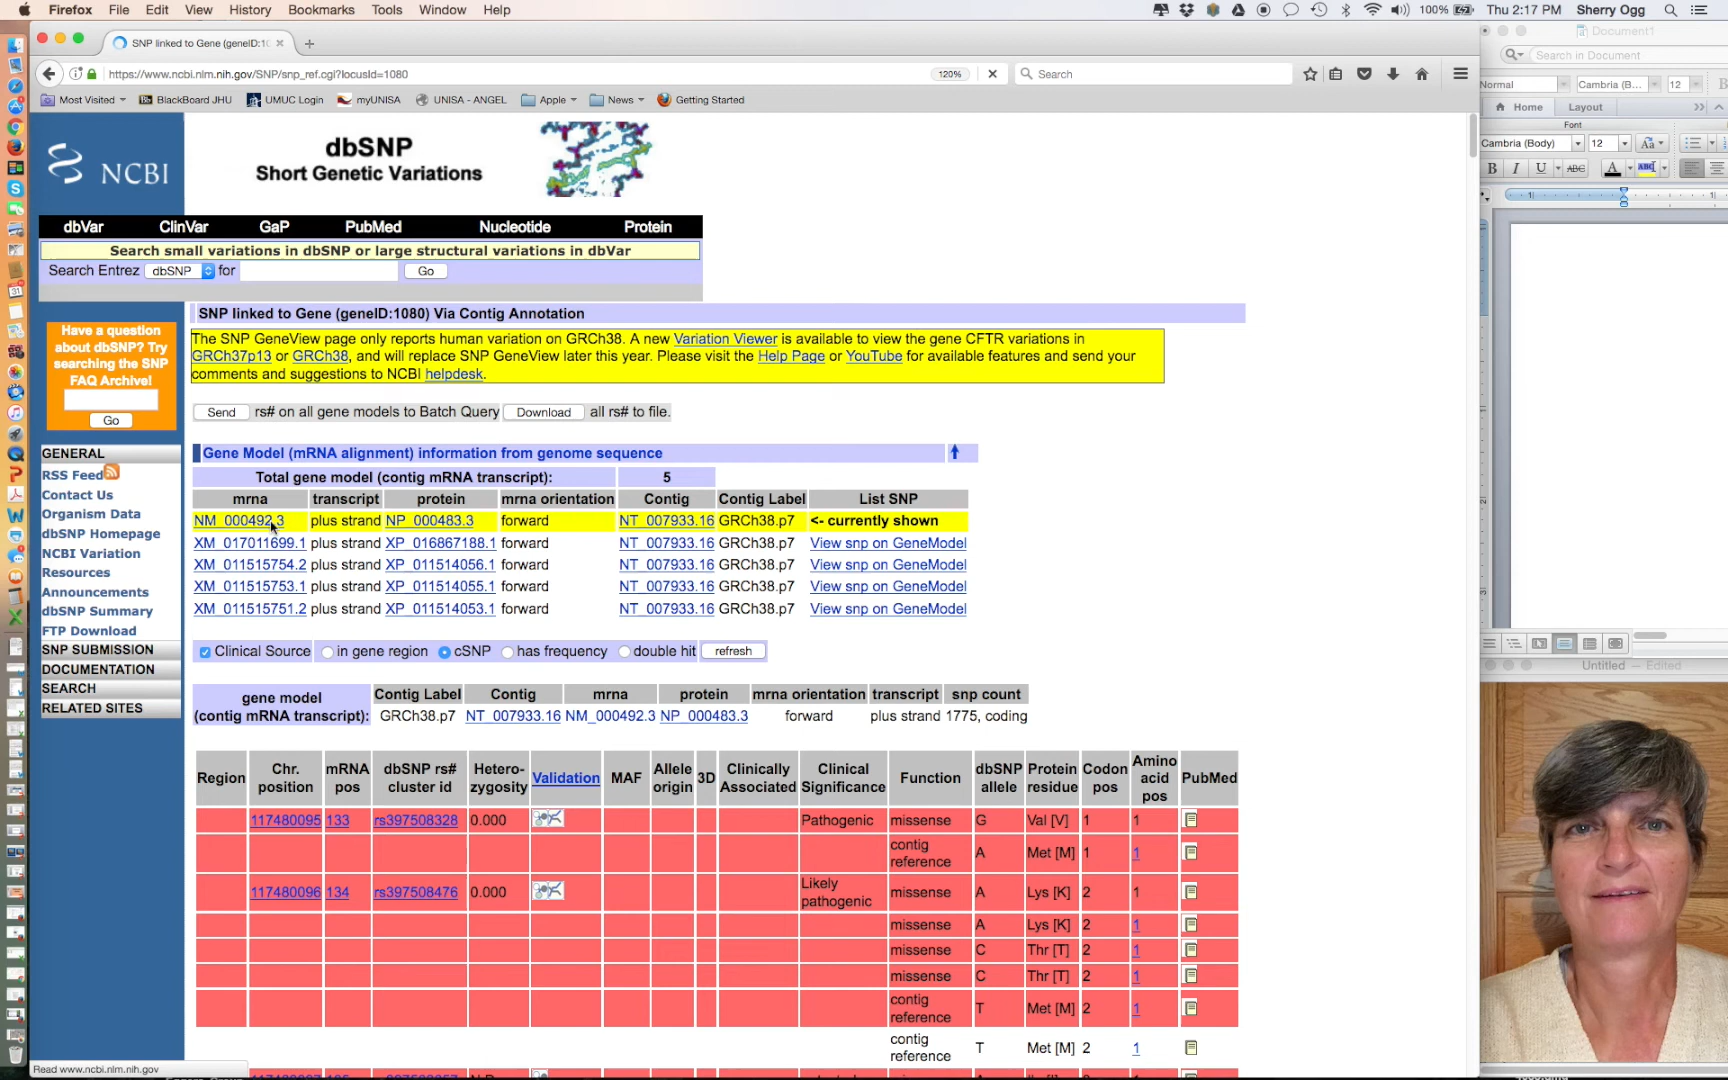 Firefox File Edit View History Bookmarks Tools Window Help 100% Thu 2:17 PM Sherry Ogg
SNP linked to Gene (geneID:10
Document1
https://www.ncbi.nlm.nih.gov/SNP/snp_ref.cgi?locusId=1080 120% Search
Search in Document
Most Visited BlackBoard JHU UMUC Login myUNISA UNISA - ANGEL Apple News Getting Started
Normal Cambria (B... 12
Home Layout
Font
Cambria (Body) 12
B I U ABC A ABC
NCBI
dbSNP
Short Genetic Variations
dbVar ClinVar GaP PubMed Nucleotide Protein
Search small variations in dbSNP or large structural variations in dbVar
Search Entrez dbSNP for Go
Have a question
about dbSNP? Try
searching the SNP
FAQ Archive!
Go
GENERAL
RSS Feed
Contact Us
Organism Data
dbSNP Homepage
NCBI Variation
Resources
Announcements
dbSNP Summary
FTP Download
SNP SUBMISSION
DOCUMENTATION
SEARCH
RELATED SITES
SNP linked to Gene (geneID:1080) Via Contig Annotation
The SNP GeneView page only reports human variation on GRCh38. A new Variation Viewer is available to view the gene CFTR variations in
GRCh37p13 or GRCh38, and will replace SNP GeneView later this year. Please visit the Help Page or YouTube for available features and send your
comments and suggestions to NCBI helpdesk.
Send rs# on all gene models to Batch Query Download all rs# to file.
Gene Model (mRNA alignment) information from genome sequence
Total gene model (contig mRNA transcript): 5
mrna transcript protein mrna orientation Contig Contig Label List SNP
NM_000492.3 plus strand NP_000483.3 forward NT_007933.16 GRCh38.p7 <- currently shown
XM_017011699.1 plus strand XP_016867188.1 forward NT_007933.16 GRCh38.p7 View snp on GeneModel
XM_011515754.2 plus strand XP_011514056.1 forward NT_007933.16 GRCh38.p7 View snp on GeneModel
XM_011515753.1 plus strand XP_011514055.1 forward NT_007933.16 GRCh38.p7 View snp on GeneModel
XM_011515751.2 plus strand XP_011514053.1 forward NT_007933.16 GRCh38.p7 View snp on GeneModel
Clinical Source in gene region cSNP has frequency double hit refresh
gene model
(contig mRNA transcript):
Contig Label Contig mrna protein mrna orientation transcript snp count
GRCh38.p7 NT_007933.16 NM_000492.3 NP_000483.3 forward plus strand 1775, coding
Region Chr. position mRNA pos dbSNP rs# cluster id Hetero-zygosity Validation MAF Allele origin 3D Clinically Associated Clinical Significance Function dbSNP allele Protein residue Codon pos Amino acid pos PubMed
117480095 133 rs397508328 0.000 Pathogenic missense G Val [V] 1 1
contig reference A Met [M] 1 1
117480096 134 rs397508476 0.000 Likely pathogenic missense A Lys [K] 2 1
missense A Lys [K] 2 1
missense C Thr [T] 2 1
missense C Thr [T] 2 1
contig reference T Met [M] 2 1
contig reference T Met [M] 2 1
Read www.ncbi.nlm.nih.gov
Untitled — Edited